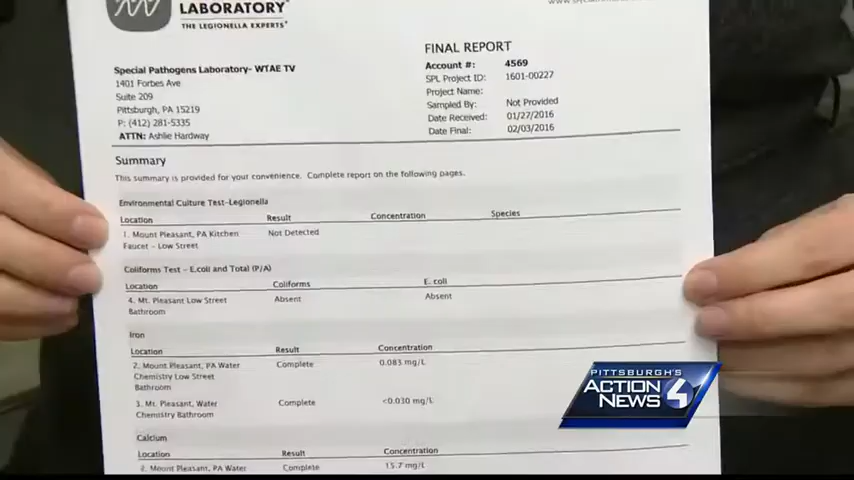 LABORATORY
THE LEGIONELLA EXPERTS
FINAL REPORT
Special Pathogens Laboratory- WTAE TV
1401 Forbes Ave
Suite 209
Pittsburgh, PA 15219
P: (412) 281-5335
ATTN: Ashlie Hardway
Account #: 4569
SPL Project ID: 1601-00227
Project Name:
Sampled By: Not Provided
Date Received: 01/27/2016
Date Final: 02/03/2016
Summary
This summary is provided for your convenience. Complete report on the following pages.
Environmental Culture Test-Legionella
Location Result Concentration Species
1. Mount Pleasant, PA Kitchen Not Detected
Faucet - Low Street
Coliforms Test - E.coli and Total (P/A)
Location Coliforms E. coli
4. Mt. Pleasant Low Street Absent Absent
Bathroom
Iron
Location Result Concentration
2. Mount Pleasant, PA Water Complete 0.083 mg/L
Chemistry Low Street
Bathroom
3. Mt. Pleasant, Water Complete <0.030 mg/L
Chemistry Bathroom
Calcium
Location Result Concentration
2. Mount Pleasant, PA Water Complete 15.7 mg/L
PITTSBURGH'S
ACTION
NEWS 4